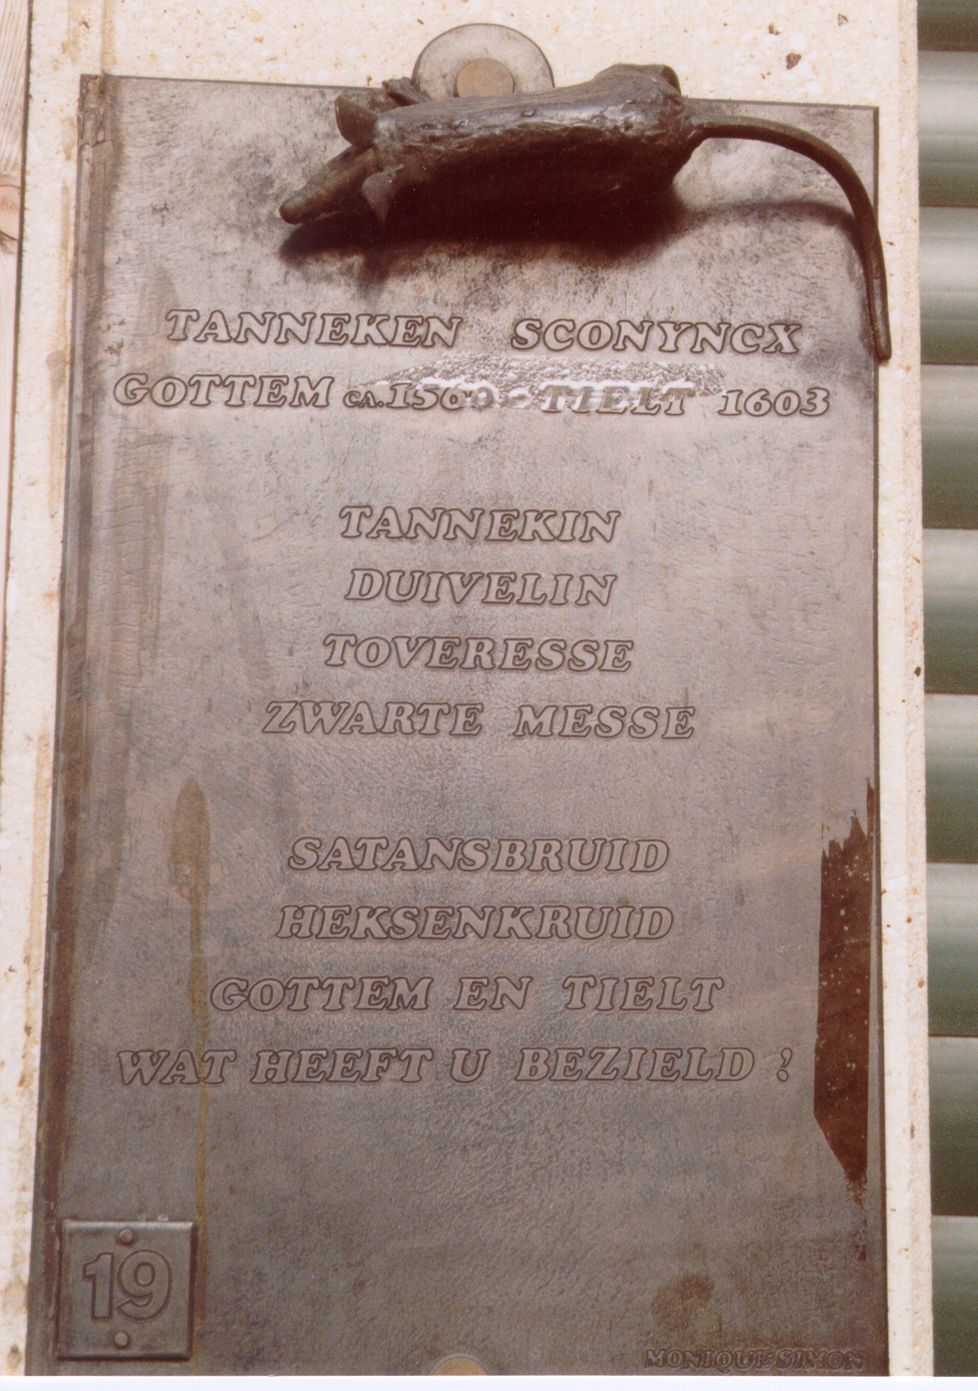 TANNEKEN SCONYNCX
GOTTEM CA.1560 - TIELT 1603
TANNEKIN
DUIVELIN
TOVERESSE
ZWARTE MESSE
SATANSBRUID
HEKSENKRUID
GOTTEM EN TIELT
WAT HEEFT U BEZIELD ?
19
MONIQUE SIMON